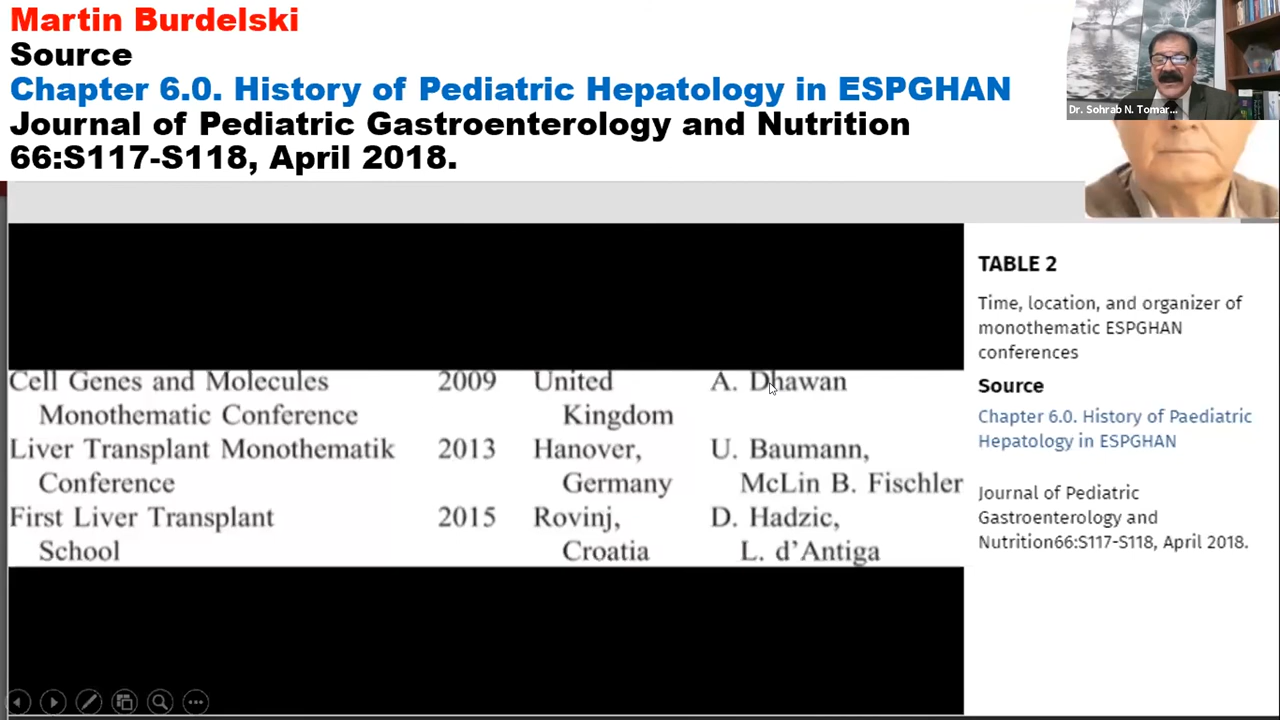 Martin Burdelski
Source
Chapter 6.0. History of Pediatric Hepatology in ESPGHAN
Journal of Pediatric Gastroenterology and Nutrition
66:S117-S118, April 2018.
Dr. Sohrab N. Tomar...
Cell Genes and Molecules 2009 United A. Dhawan
Monothematic Conference Kingdom
Liver Transplant Monothematik 2013 Hanover, U. Baumann,
Conference Germany McLin B. Fischler
First Liver Transplant 2015 Rovinj, D. Hadzic,
School Croatia L. d'Antiga
TABLE 2
Time, location, and organizer of
monothematic ESPGHAN
conferences
Source
Chapter 6.0. History of Paediatric
Hepatology in ESPGHAN
Journal of Pediatric
Gastroenterology and
Nutrition66:S117-S118, April 2018.